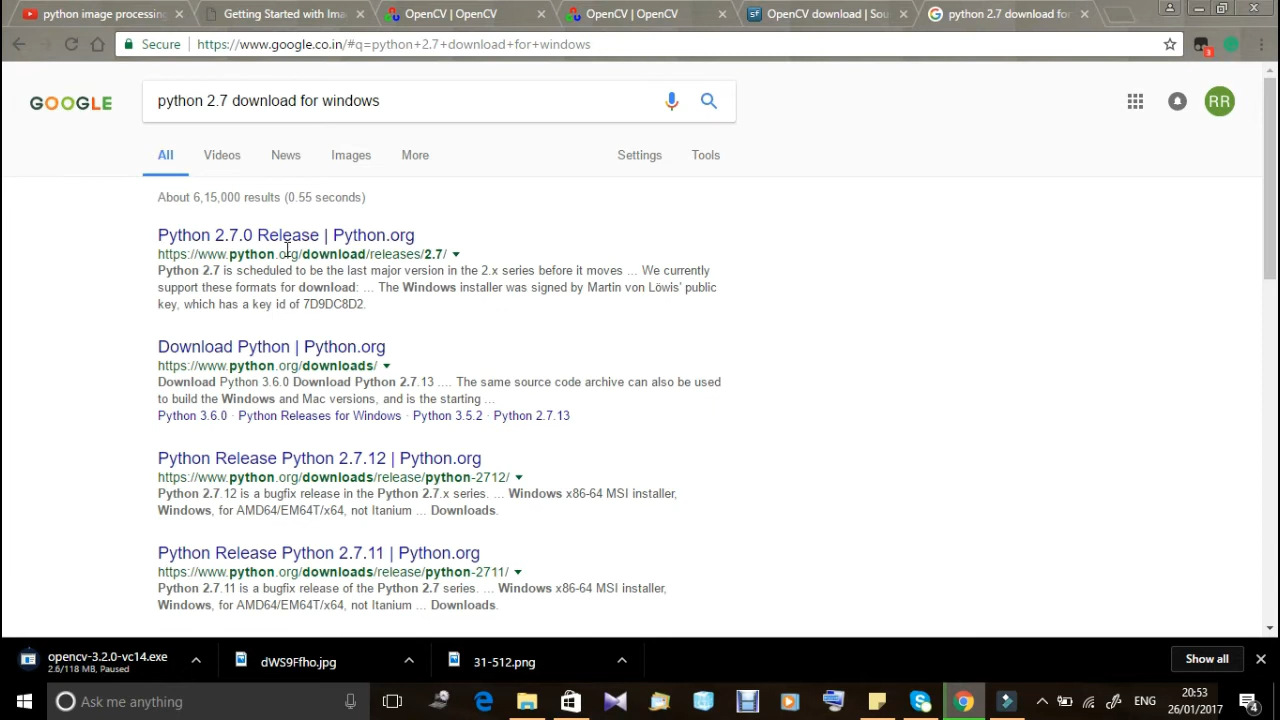 python image processing
Getting Started with Ima
OpenCV | OpenCV
OpenCV | OpenCV
OpenCV download | Sou
python 2.7 download for
Secure https://www.google.co.in/#q=python+2.7+download+for+windows
3
GOOGLE
python 2.7 download for windows
RR
All Videos News Images More Settings Tools
About 6,15,000 results (0.55 seconds)
Python 2.7.0 Release | Python.org
https://www.python.org/download/releases/2.7/
Python 2.7 is scheduled to be the last major version in the 2.x series before it moves ... We currently
support these formats for download: ... The Windows installer was signed by Martin von Löwis' public
key, which has a key id of 7D9DC8D2.
Download Python | Python.org
https://www.python.org/downloads/
Download Python 3.6.0 Download Python 2.7.13 .... The same source code archive can also be used
to build the Windows and Mac versions, and is the starting ...
Python 3.6.0 · Python Releases for Windows · Python 3.5.2 · Python 2.7.13
Python Release Python 2.7.12 | Python.org
https://www.python.org/downloads/release/python-2712/
Python 2.7.12 is a bugfix release in the Python 2.7.x series. ... Windows x86-64 MSI installer,
Windows, for AMD64/EM64T/x64, not Itanium ... Downloads.
Python Release Python 2.7.11 | Python.org
https://www.python.org/downloads/release/python-2711/
Python 2.7.11 is a bugfix release of the Python 2.7 series. ... Windows x86-64 MSI installer,
Windows, for AMD64/EM64T/x64, not Itanium ... Downloads.
opencv-3.2.0-vc14.exe
2.6/118 MB, Paused
dWS9Ffho.jpg
31-512.png
Show all
Ask me anything
ENG
20:53
26/01/2017
4